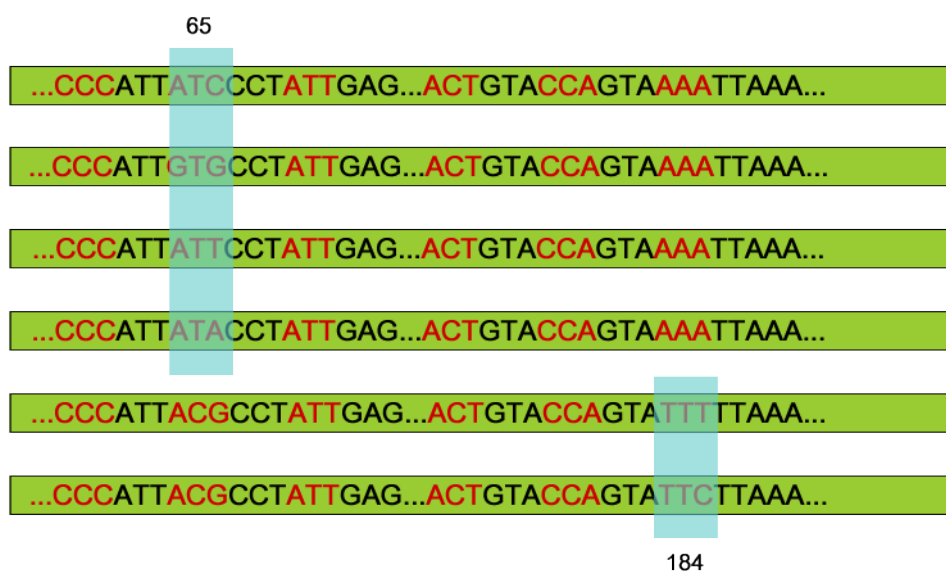 65
...CCCATTATCCCTATTGAG...ACTGTACCAGTAAAATTAAA...
...CCCATTGTGCCTATTGAG...ACTGTACCAGTAAAATTAAA...
...CCCATTATTCCTATTGAG...ACTGTACCAGTAAAATTAAA...
...CCCATTATACCTATTGAG...ACTGTACCAGTAAAATTAAA...
...CCCATTACGCCTATTGAG...ACTGTACCAGTATTTTTAAA...
...CCCATTACGCCTATTGAG...ACTGTACCAGTATTCTTAAA...
184